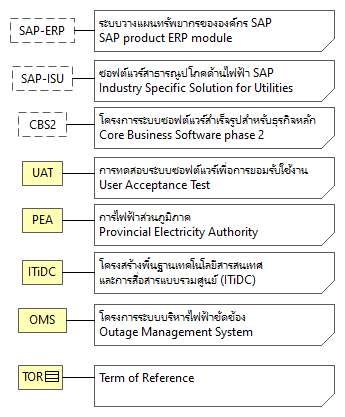 SAP-ERP
ระบบวางแผนทรัพยากรขององค์กร SAP
SAP product ERP module
SAP-ISU
ซอฟต์แวร์สาธารณูปโภคด้านไฟฟ้า SAP
Industry Specific Solution for Utilities
CBS2
โครงการระบบซอฟต์แวร์สำเร็จรูปสำหรับธุรกิจหลัก
Core Business Software phase 2
UAT
การทดสอบระบบซอฟต์แวร์เพื่อการยอมรับใช้งาน
User Acceptance Test
PEA
การไฟฟ้าส่วนภูมิภาค
Provincial Electricity Authority
ITiDC
โครงสร้างพื้นฐานเทคโนโลยีสารสนเทศ
และการสื่อสารแบบรวมศูนย์ (ITiDC)
OMS
โครงการระบบบริหารไฟฟ้าขัดข้อง
Outage Management System
TOR
Term of Reference